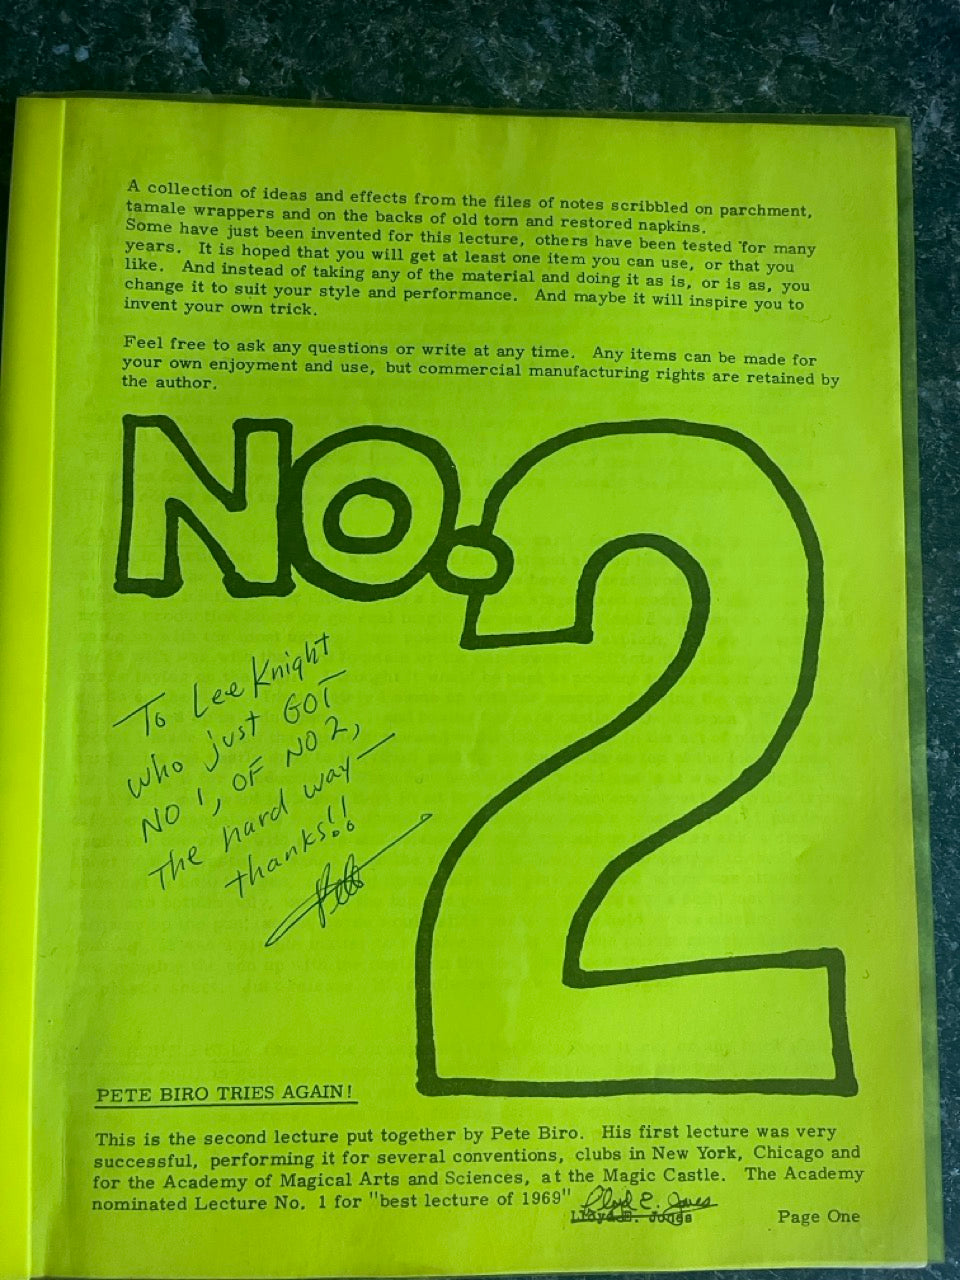 A collection of ideas and effects from the files of notes scribbled on parchment,
tamale wrappers and on the backs of old torn and restored napkins.
Some have just been invented for this lecture, others have been tested for many
years. It is hoped that you will get at least one item you can use, or that you
like. And instead of taking any of the material and doing it as is, or is as, you
change it to suit your style and performance. And maybe it will inspire you to
invent your own trick.
Feel free to ask any questions or write at any time. Any items can be made for
your own enjoyment and use, but commercial manufacturing rights are retained by
the author.
NO.2
To Lee Knight
who just GOT
NO 1, OF NO 2,
The hard way—
thanks!!
Pete
PETE BIRO TRIES AGAIN!
This is the second lecture put together by Pete Biro. His first lecture was very
successful, performing it for several conventions, clubs in New York, Chicago and
for the Academy of Magical Arts and Sciences, at the Magic Castle. The Academy
nominated Lecture No. 1 for "best lecture of 1969" Lloyd E. Jones
Lloyd E. Jones Page One